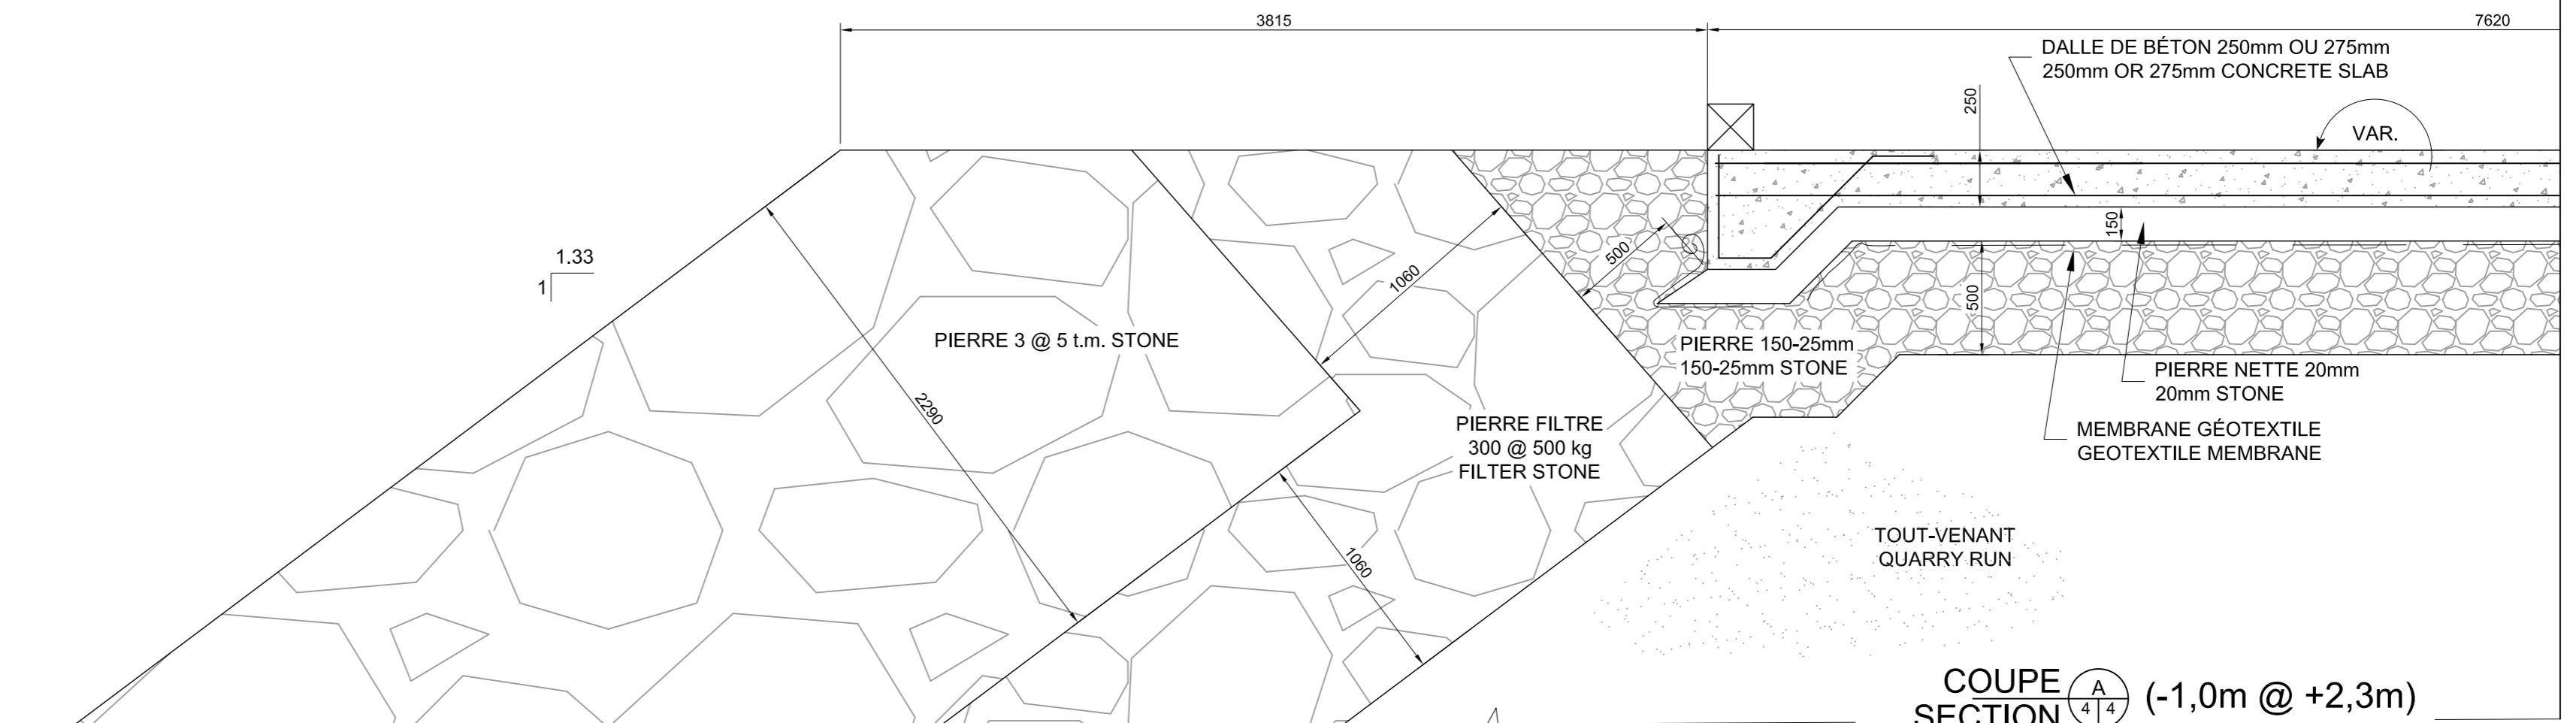 3815
7620
DALLE DE BÉTON 250mm OU 275mm
250mm OR 275mm CONCRETE SLAB
250
VAR.
150
500
1060
1.33
1
500
PIERRE 3 @ 5 t.m. STONE
PIERRE 150-25mm
150-25mm STONE
PIERRE NETTE 20mm
20mm STONE
2290
PIERRE FILTRE
300 @ 500 kg
FILTER STONE
MEMBRANE GÉOTEXTILE
GEOTEXTILE MEMBRANE
1060
TOUT-VENANT
QUARRY RUN
COUPE
SECTION
A
4 4
(-1,0m @ +2,3m)